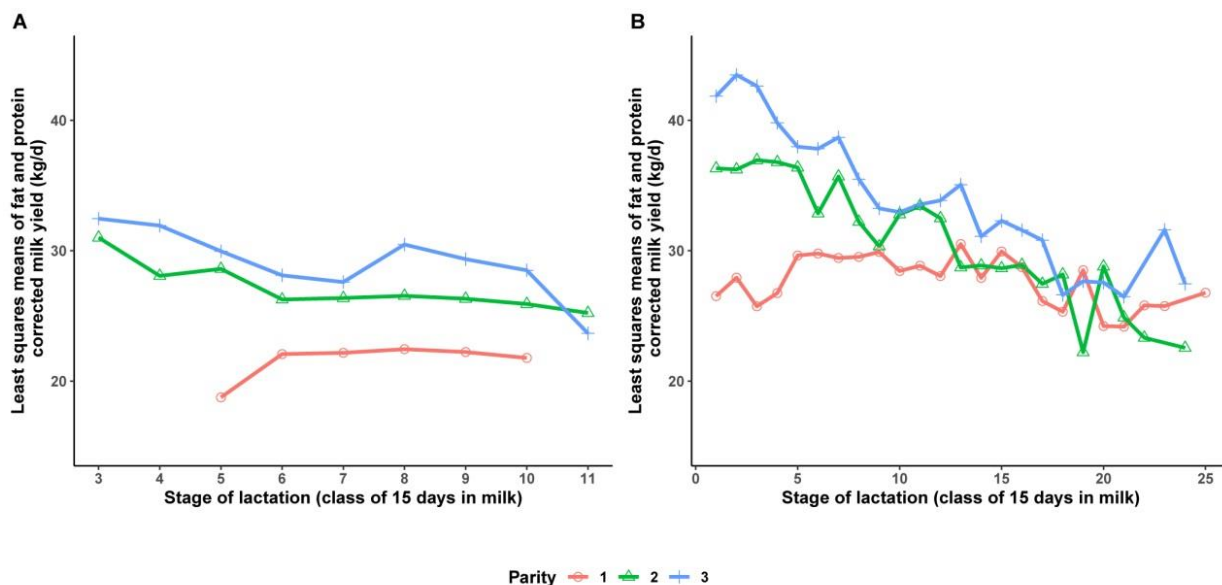 A
Least squares means of fat and protein
corrected milk yield (kg/d)
40
30
20
3 4 5 6 7 8 9 10 11
Stage of lactation (class of 15 days in milk)
B
Least squares means of fat and protein
corrected milk yield (kg/d)
40
30
20
0 5 10 15 20 25
Stage of lactation (class of 15 days in milk)
Parity 1 2 3